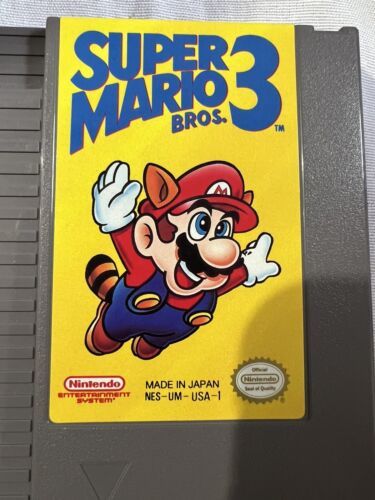 SUPER
MARIO 3
BROS. ™
M
Nintendo
ENTERTAINMENT
SYSTEM®
MADE IN JAPAN
NES-UM-USA-1
Official
Nintendo
Seal of Quality